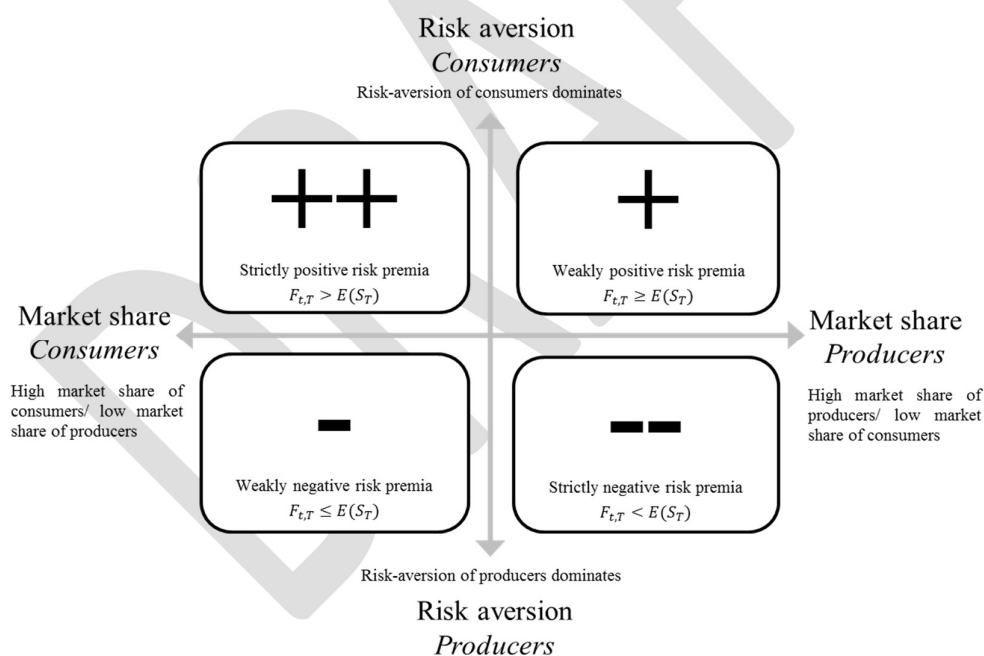 Risk aversion
Consumers
Risk-aversion of consumers dominates
++
+
Strictly positive risk premia
F_{t,T} > E(S_T)
Weakly positive risk premia
F_{t,T} ≥ E(S_T)
Market share
Consumers
High market share of
consumers/ low market
share of producers
Market share
Producers
High market share of
producers/ low market
share of consumers
-
Weakly negative risk premia
F_{t,T} ≤ E(S_T)
--
Strictly negative risk premia
F_{t,T} < E(S_T)
Risk-aversion of producers dominates
Risk aversion
Producers